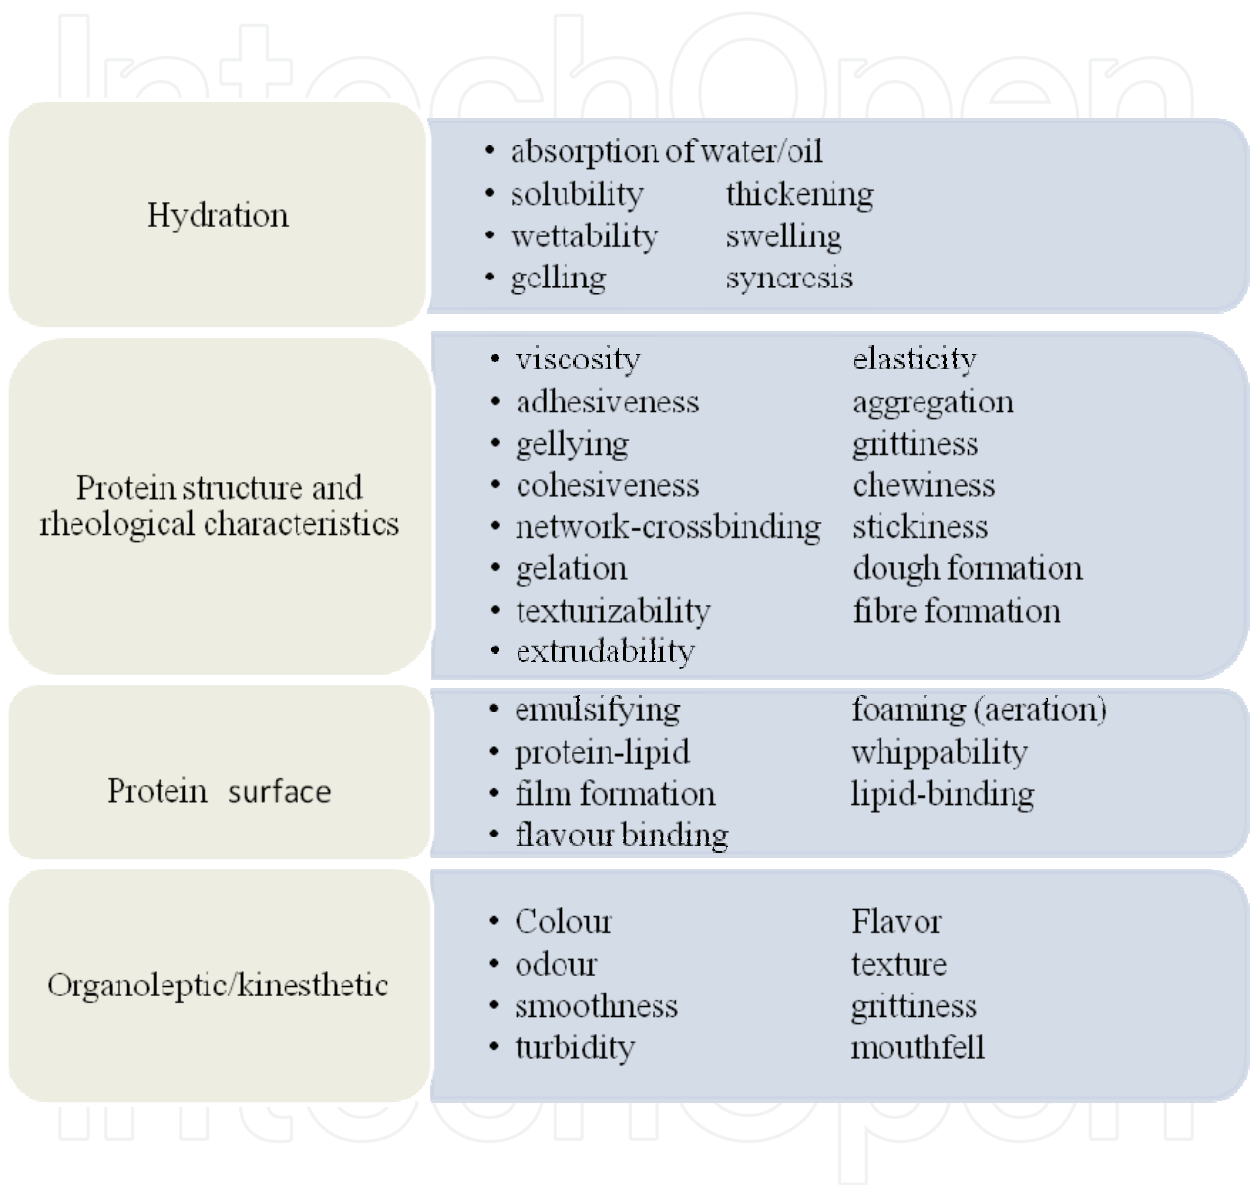 IntechOpen
Hydration
• absorption of water/oil
• solubility thickening
• wettability swelling
• gelling syneresis
Protein structure and
rheological characteristics
• viscosity elasticity
• adhesiveness aggregation
• gellying grittiness
• cohesiveness chewiness
• network-crossbinding stickiness
• gelation dough formation
• texturizability fibre formation
• extrudability
Protein surface
• emulsifying foaming (aeration)
• protein-lipid whippability
• film formation lipid-binding
• flavour binding
Organoleptic/kinesthetic
• Colour Flavor
• odour texture
• smoothness grittiness
• turbidity mouthfell
IntechOpen